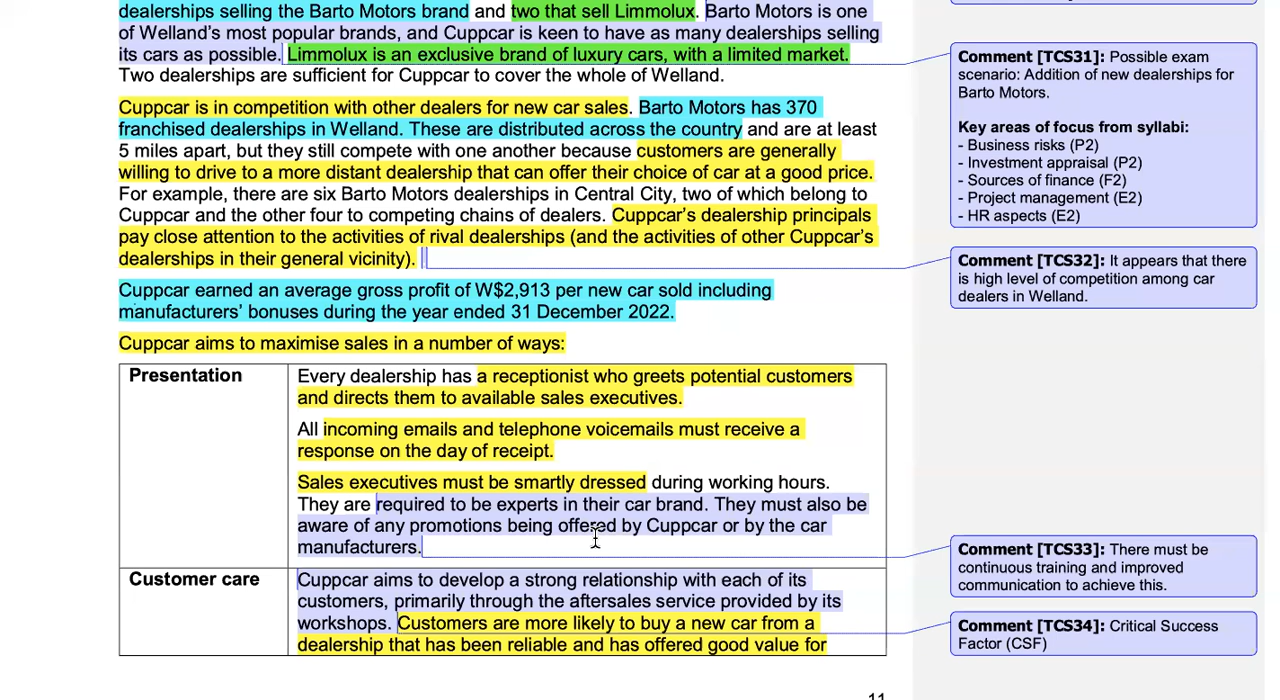 dealerships selling the Barto Motors brand and two that sell Limmolux. Barto Motors is one
of Welland's most popular brands, and Cuppcar is keen to have as many dealerships selling
its cars as possible. Limmolux is an exclusive brand of luxury cars, with a limited market.
Two dealerships are sufficient for Cuppcar to cover the whole of Welland.
Cuppcar is in competition with other dealers for new car sales. Barto Motors has 370
franchised dealerships in Welland. These are distributed across the country and are at least
5 miles apart, but they still compete with one another because customers are generally
willing to drive to a more distant dealership that can offer their choice of car at a good price.
For example, there are six Barto Motors dealerships in Central City, two of which belong to
Cuppcar and the other four to competing chains of dealers. Cuppcar's dealership principals
pay close attention to the activities of rival dealerships (and the activities of other Cuppcar's
dealerships in their general vicinity).
Cuppcar earned an average gross profit of W$2,913 per new car sold including
manufacturers' bonuses during the year ended 31 December 2022.
Cuppcar aims to maximise sales in a number of ways:
Presentation
Every dealership has a receptionist who greets potential customers
and directs them to available sales executives.
All incoming emails and telephone voicemails must receive a
response on the day of receipt.
Sales executives must be smartly dressed during working hours.
They are required to be experts in their car brand. They must also be
aware of any promotions being offered by Cuppcar or by the car
manufacturers.
Customer care
Cuppcar aims to develop a strong relationship with each of its
customers, primarily through the aftersales service provided by its
workshops. Customers are more likely to buy a new car from a
dealership that has been reliable and has offered good value for
Comment [TCS31]: Possible exam
scenario: Addition of new dealerships for
Barto Motors.
Key areas of focus from syllabi:
- Business risks (P2)
- Investment appraisal (P2)
- Sources of finance (F2)
- Project management (E2)
- HR aspects (E2)
Comment [TCS32]: It appears that there
is high level of competition among car
dealers in Welland.
Comment [TCS33]: There must be
continuous training and improved
communication to achieve this.
Comment [TCS34]: Critical Success
Factor (CSF)